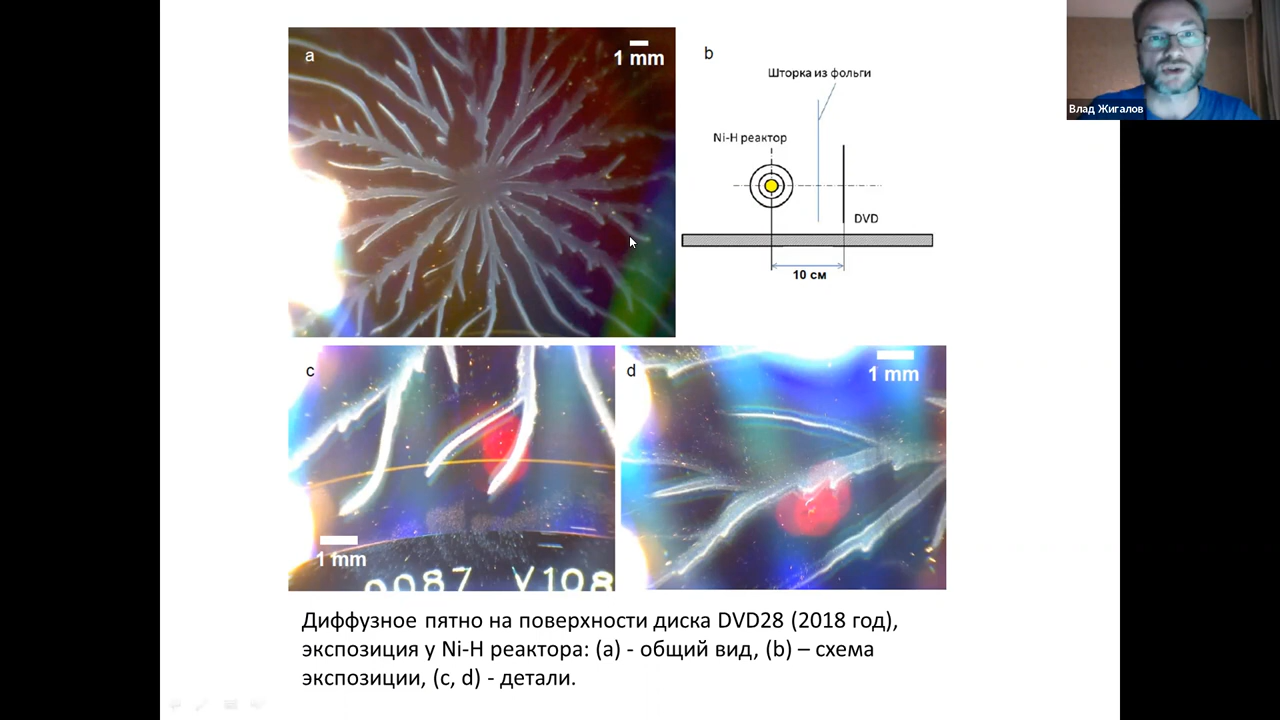 a
1 mm
b
Шторка из фольги
Ni-H реактор
DVD
10 см
Влад Жигалов
c
1 mm
0087 V108
d
1 mm
Диффузное пятно на поверхности диска DVD28 (2018 год),
экспозиция у Ni-H реактора: (a) - общий вид, (b) – схема
экспозиции, (c, d) - детали.